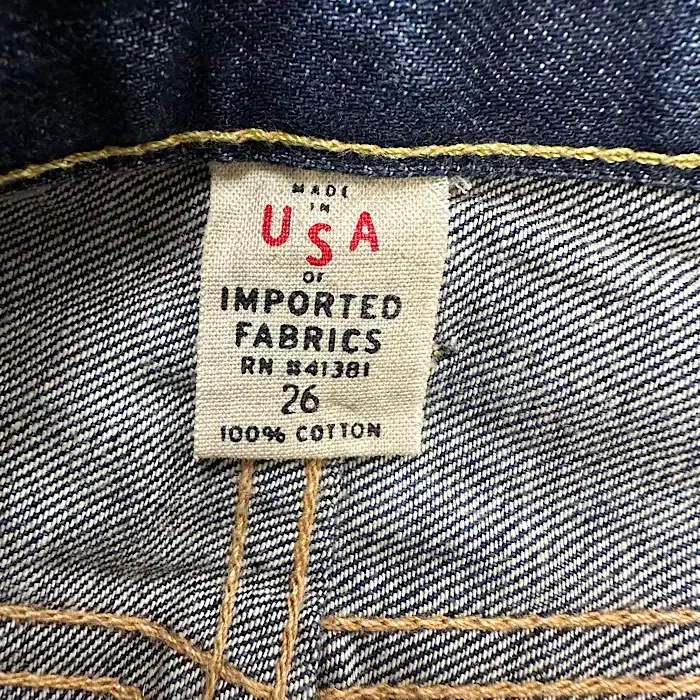 MADE
IN
USA
OF
IMPORTED
FABRICS
RN #41381
26
100% COTTON